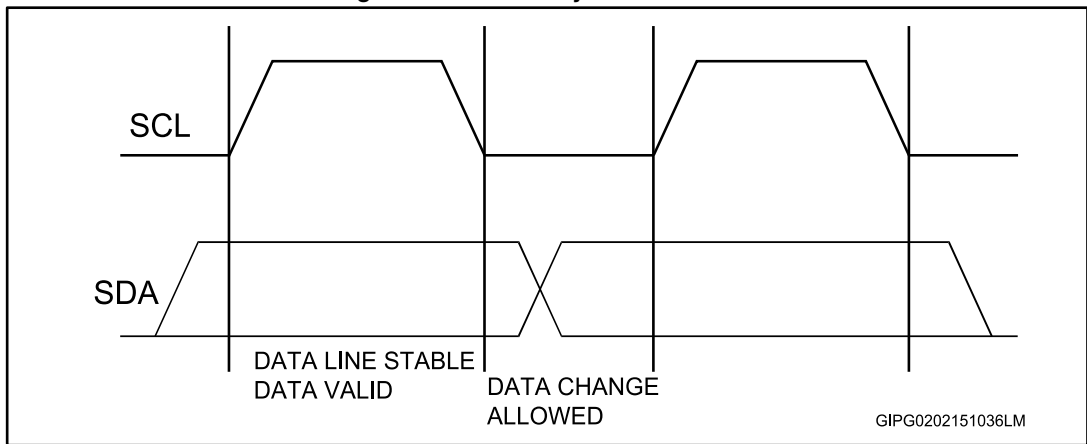 SCL
SDA
DATA LINE STABLE
DATA VALID
DATA CHANGE
ALLOWED
GIPG0202151036LM